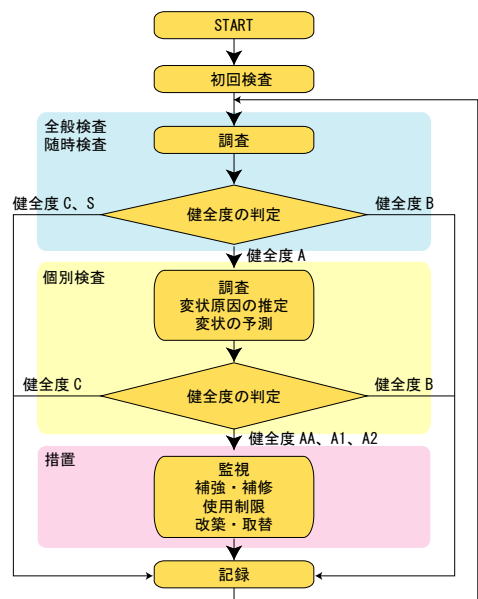 START
初回検査
全般検査
随時検査
調査
健全度 C、S
健全度の判定
健全度 B
健全度 A
個別検査
調査
変状原因の推定
変状の予測
健全度 C
健全度の判定
健全度 B
健全度 AA、A1、A2
措置
監視
補強・補修
使用制限
改築・取替
記録